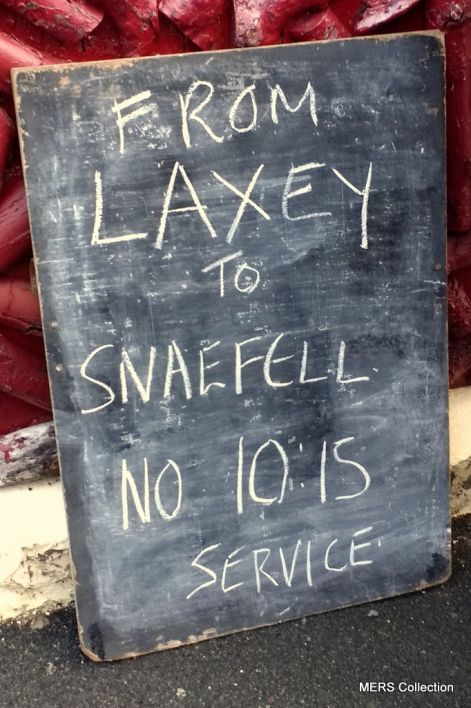 FROM
LAXEY
TO
SNAEFELL.
NO 10:15
SERVICE.
MERS Collection